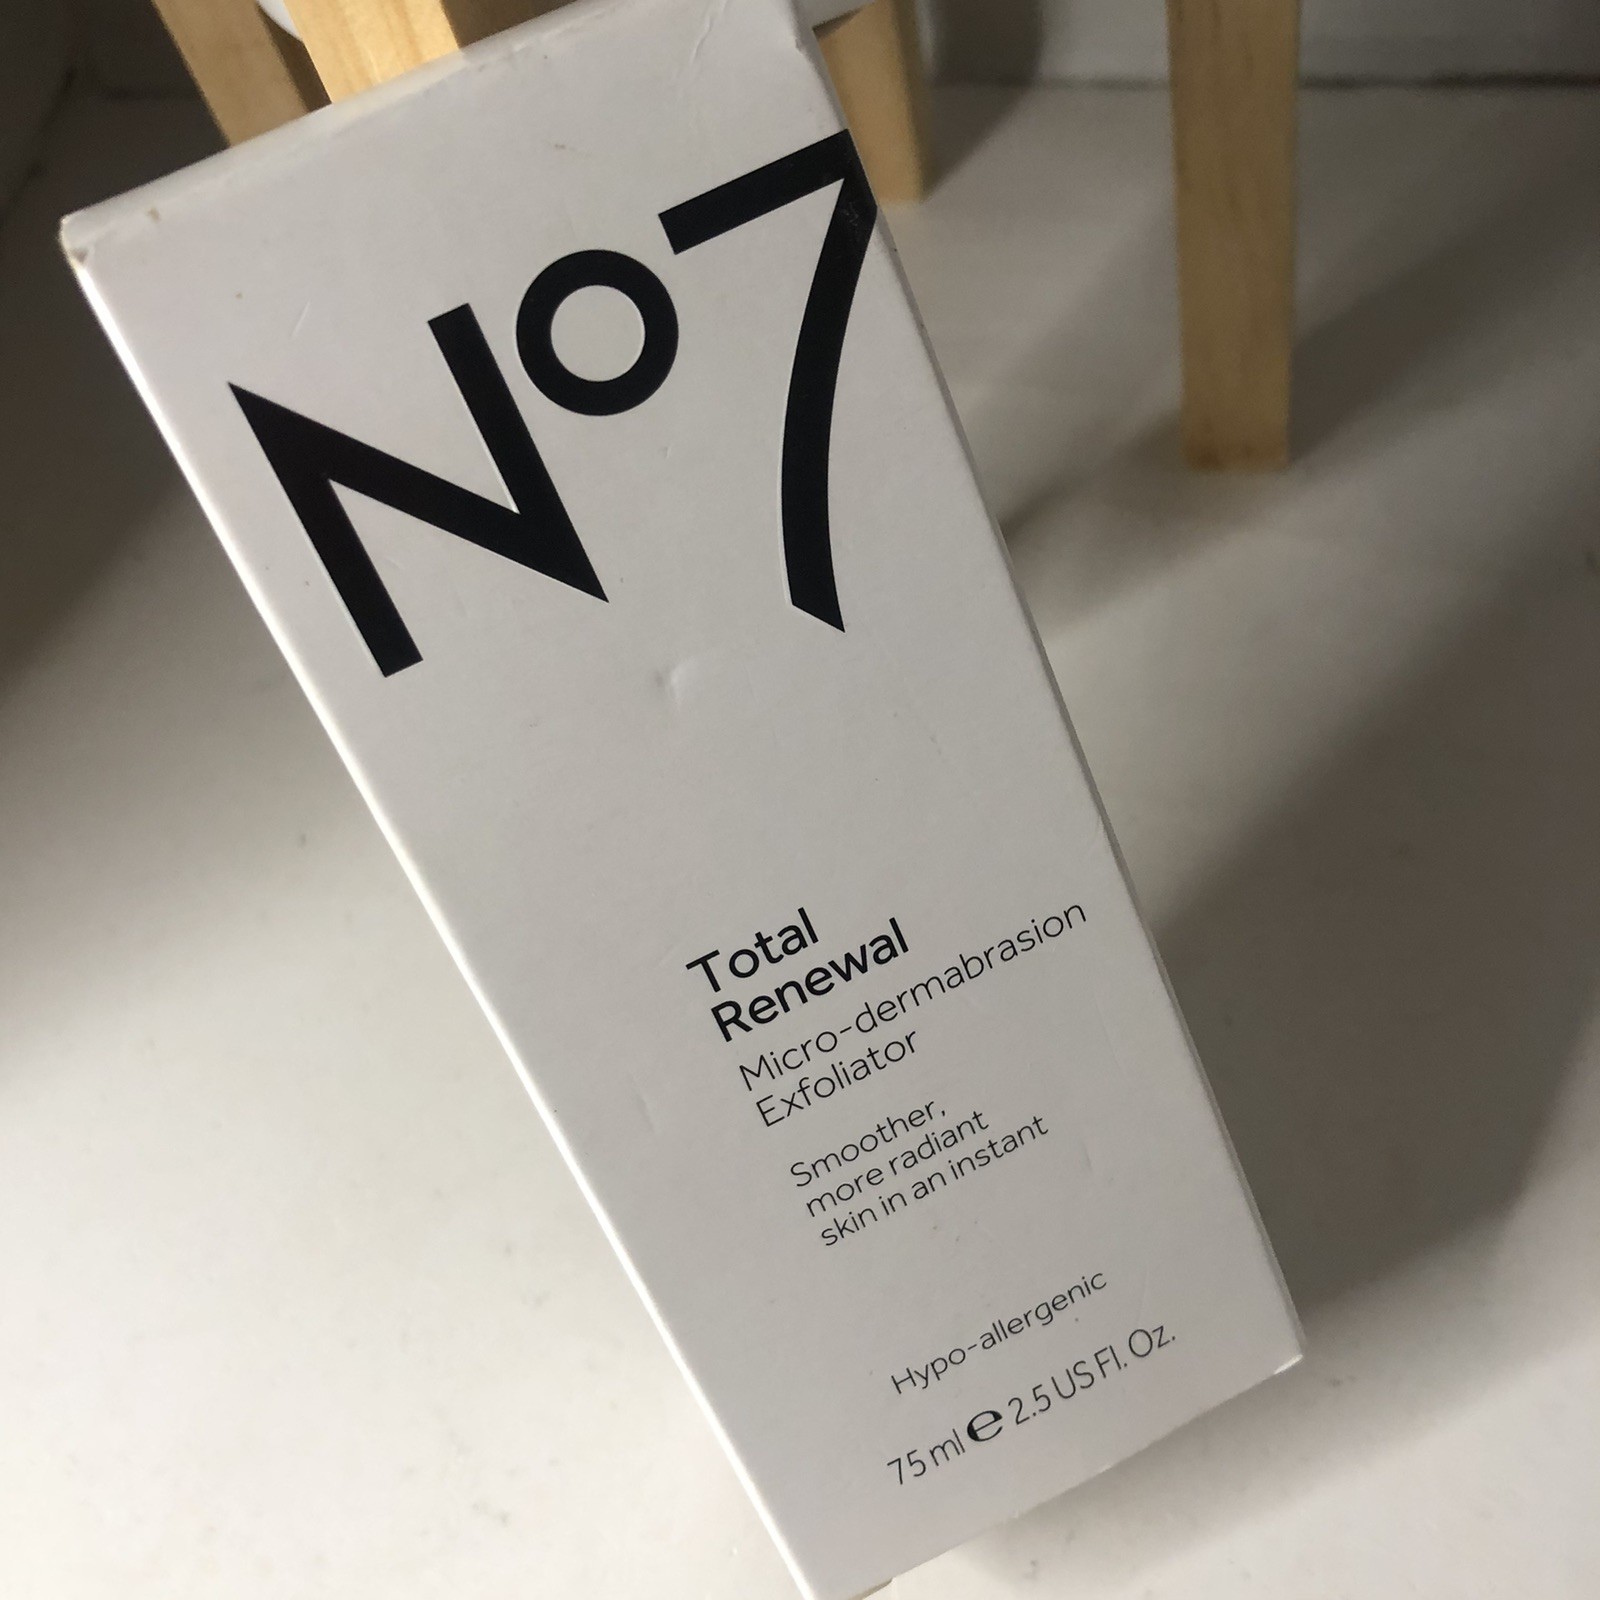 Nº7
Total
Renewal
Micro-dermabrasion
Exfoliator
Smoother,
more radiant
skin in an instant
Hypo-allergenic
75 ml ℮ 2.5 US Fl. Oz.